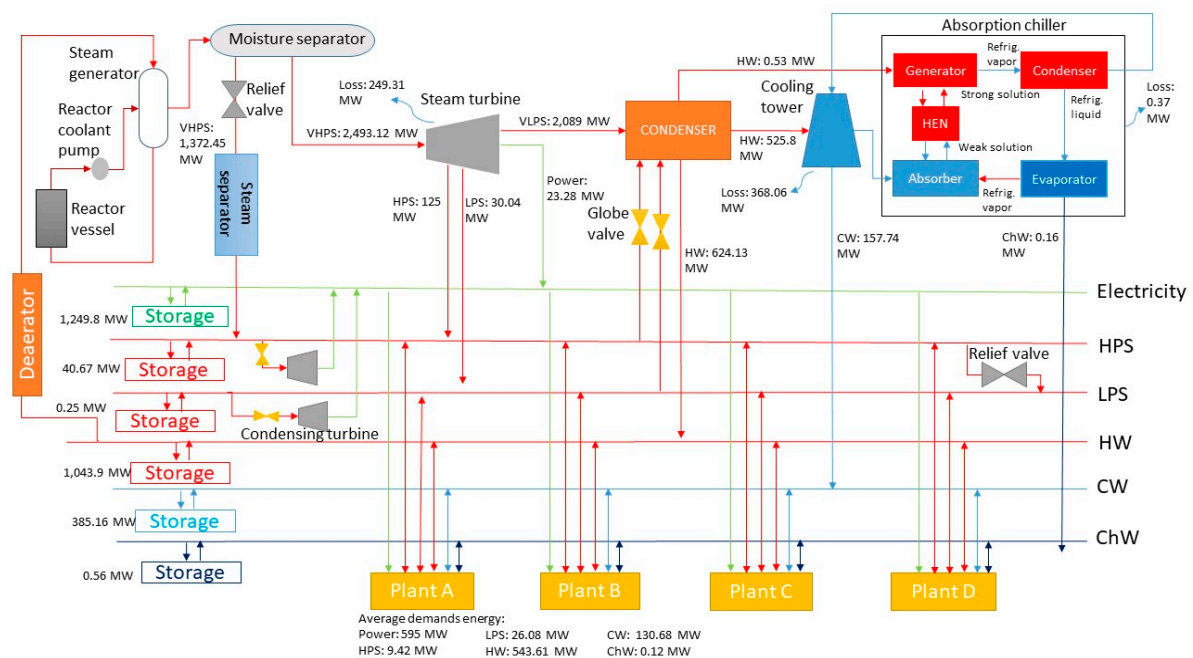 Absorption chiller
Moisture separator
Steam
generator
Reactor
coolant
pump
Reactor
vessel
Relief
valve
VHPS:
1,372.45
MW
Steam
separator
Loss: 249.31
MW
Steam turbine
VHPS: 2,493.12 MW
VLPS: 2,089 MW
HPS: 125
MW
LPS: 30.04
MW
Power:
23.28 MW
CONDENSER
HW: 0.53 MW
HW: 525.8
MW
Globe
valve
HW: 624.13
MW
Cooling
tower
Loss: 368.06
MW
CW: 157.74
MW
Generator
Refrig.
vapor
Condenser
Strong solution
HEN
Refrig.
liquid
Weak solution
Absorber
Refrig.
vapor
Evaporator
Loss:
0.37
MW
ChW: 0.16
MW
Deaerator
Electricity
1,249.8 MW
Storage
HPS
40.67 MW
Storage
Relief valve
LPS
0.25 MW
Storage
Condensing turbine
HW
1,043.9 MW
Storage
CW
385.16 MW
Storage
ChW
0.56 MW
Storage
Plant A
Plant B
Plant C
Plant D
Average demands energy:
Power: 595 MW
LPS: 26.08 MW
CW: 130.68 MW
HPS: 9.42 MW
HW: 543.61 MW
ChW: 0.12 MW